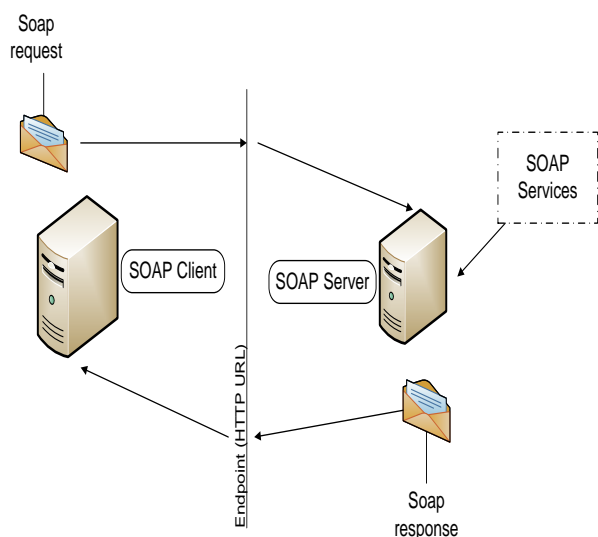 Soap
request
SOAP
Services
SOAP Client
SOAP Server
Endpoint (HTTP URL)
Soap
response